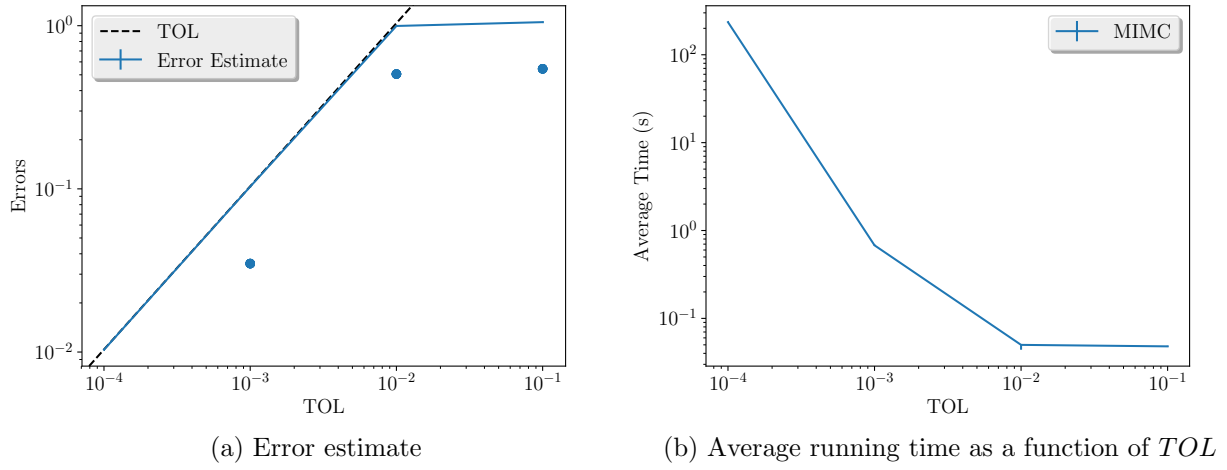 TOL
Error Estimate
10^0
10^{-1}
10^{-2}
Errors
10^{-4}
10^{-3}
10^{-2}
10^{-1}
TOL
(a) Error estimate
MIMC
10^2
10^1
10^0
10^{-1}
Average Time (s)
10^{-4}
10^{-3}
10^{-2}
10^{-1}
TOL
(b) Average running time as a function of TOL